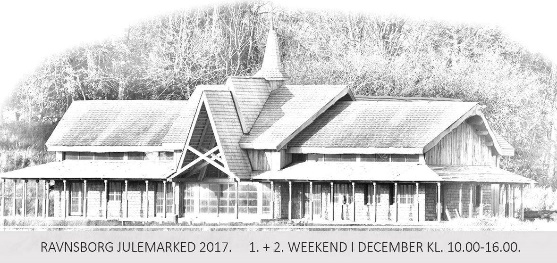 RAVNSBORG JULEMARKED 2017. 1. + 2. WEEKEND I DECEMBER KL. 10.00-16.00.